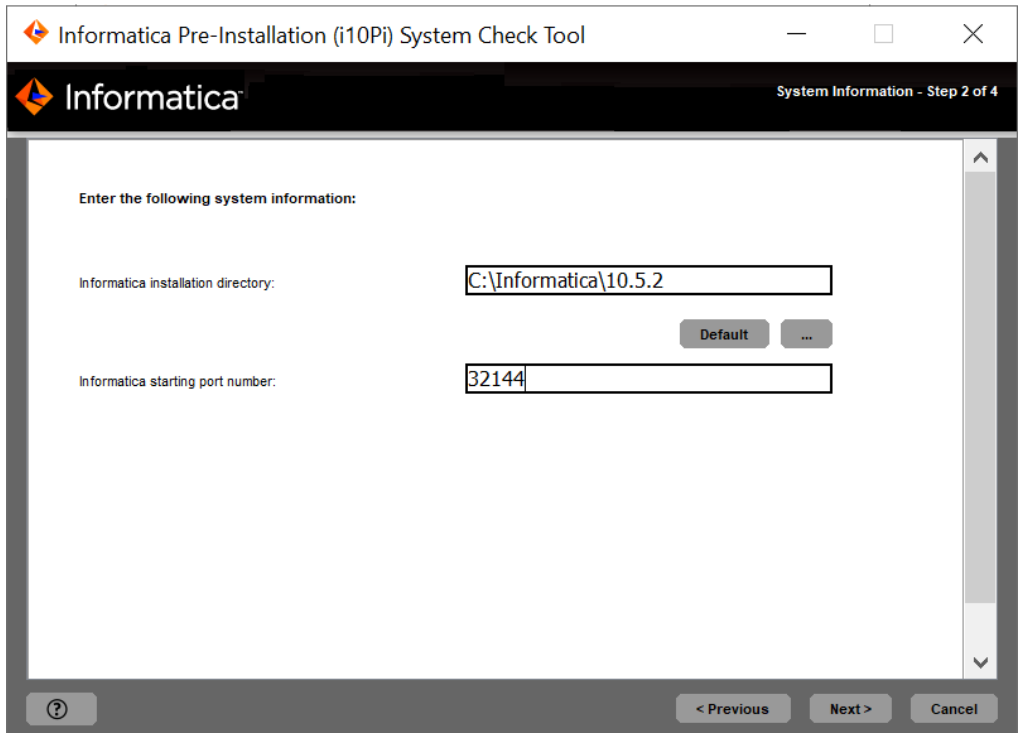 Informatica Pre-Installation (i10Pi) System Check Tool
Informatica
System Information - Step 2 of 4
Enter the following system information:
Informatica installation directory:
C:\Informatica\10.5.2
Default
...
Informatica starting port number:
32144
< Previous
Next >
Cancel